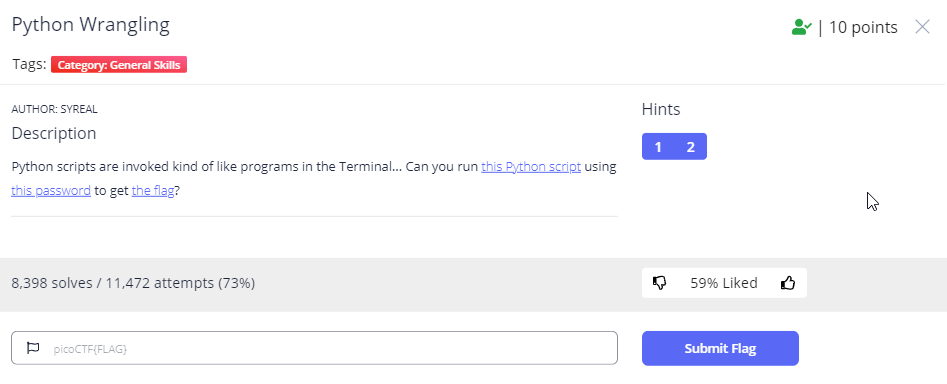 Python Wrangling
| 10 points
Tags: Category: General Skills
AUTHOR: SYREAL
Description
Python scripts are invoked kind of like programs in the Terminal... Can you run this Python script using
this password to get the flag?
Hints
1 2
8,398 solves / 11,472 attempts (73%)
59% Liked
picoCTF{FLAG}
Submit Flag